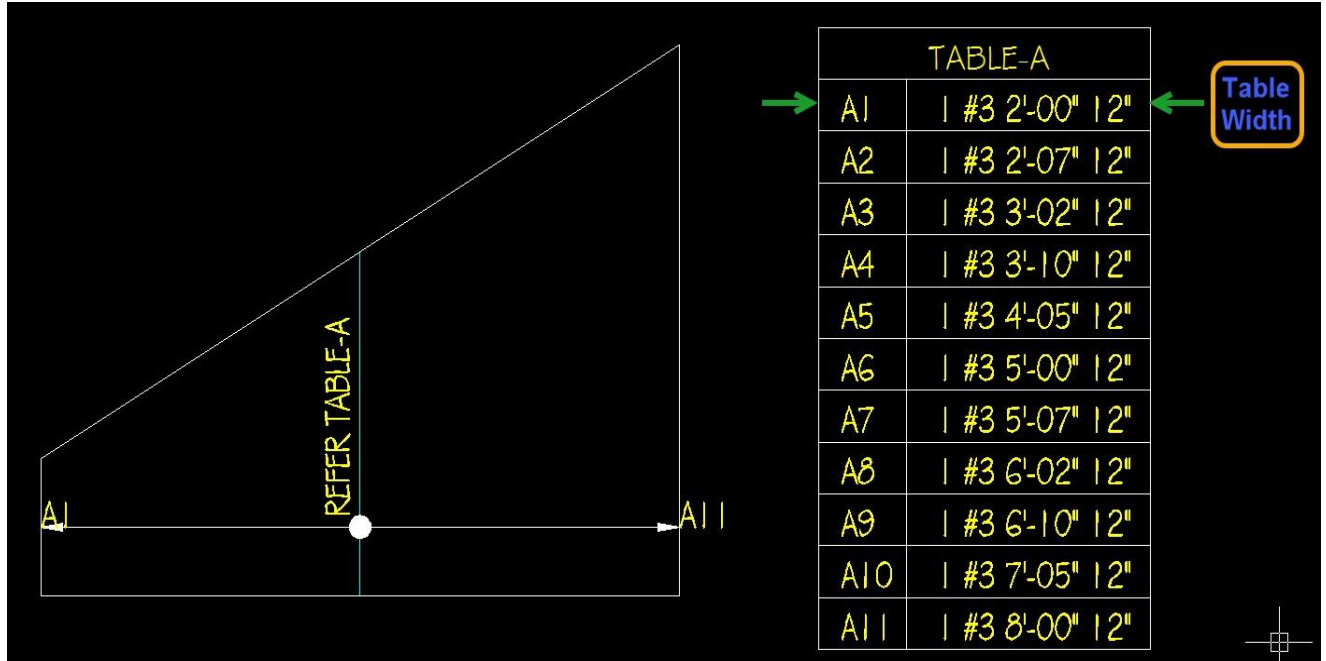 REFER TABLE-A
A1
A11
TABLE-A
A1 1 #3 2'-00" 12"
A2 1 #3 2'-07" 12"
A3 1 #3 3'-02" 12"
A4 1 #3 3'-10" 12"
A5 1 #3 4'-05" 12"
A6 1 #3 5'-00" 12"
A7 1 #3 5'-07" 12"
A8 1 #3 6'-02" 12"
A9 1 #3 6'-10" 12"
A10 1 #3 7'-05" 12"
A11 1 #3 8'-00" 12"
Table
Width